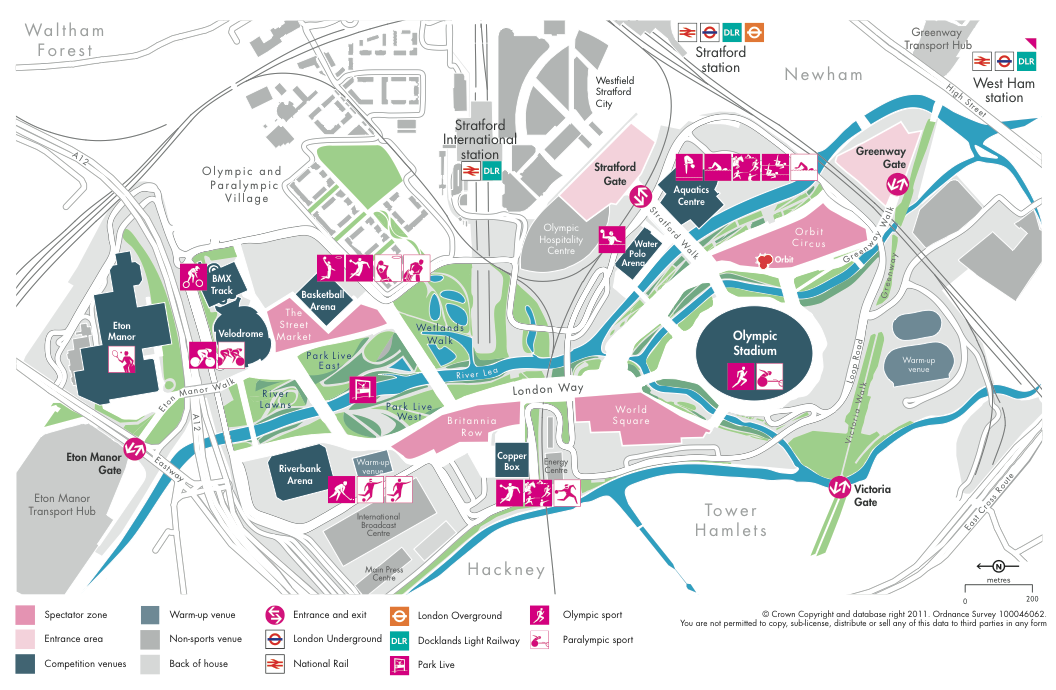 Waltham
Forest
DLR
Stratford
station
Newham
Greenway
Transport Hub
DLR
West Ham
station
High Street
Westfield
Stratford
City
Stratford
International
station
DLR
A12
Olympic and
Paralympic
Village
Stratford
Gate
Greenway
Gate
Aquatics
Centre
Stratford Walk
Olympic
Hospitality
Centre
Water
Polo
Arena
Orbit
Circus
Orbit
Greenway Walk
Greenway
BMX
Track
Basketball
Arena
The
Street
Market
Velodrome
Eton
Manor
Wetlands
Walk
Park Live
East
River Lea
London Way
Olympic
Stadium
Loop Road
Warm-up
venue
Eton Manor Walk
River
Lawns
Park Live
West
Britannia
Row
World
Square
Victoria Walk
A12
Eton Manor
Gate
Eastway
Riverbank
Arena
Warm-up
venue
Copper
Box
Energy
Centre
Eton Manor
Transport Hub
International
Broadcast
Centre
Main Press
Centre
Hackney
Tower
Hamlets
Victoria
Gate
East Cross Route
N
metres
0 200
Spectator zone
Entrance area
Competition venues
Warm-up venue
Non-sports venue
Back of house
Entrance and exit
London Underground
National Rail
London Overground
DLR Docklands Light Railway
Park Live
Olympic sport
Paralympic sport
© Crown Copyright and database right 2011. Ordnance Survey 100046062.
You are not permitted to copy, sub-license, distribute or sell any of this data to third parties in any form